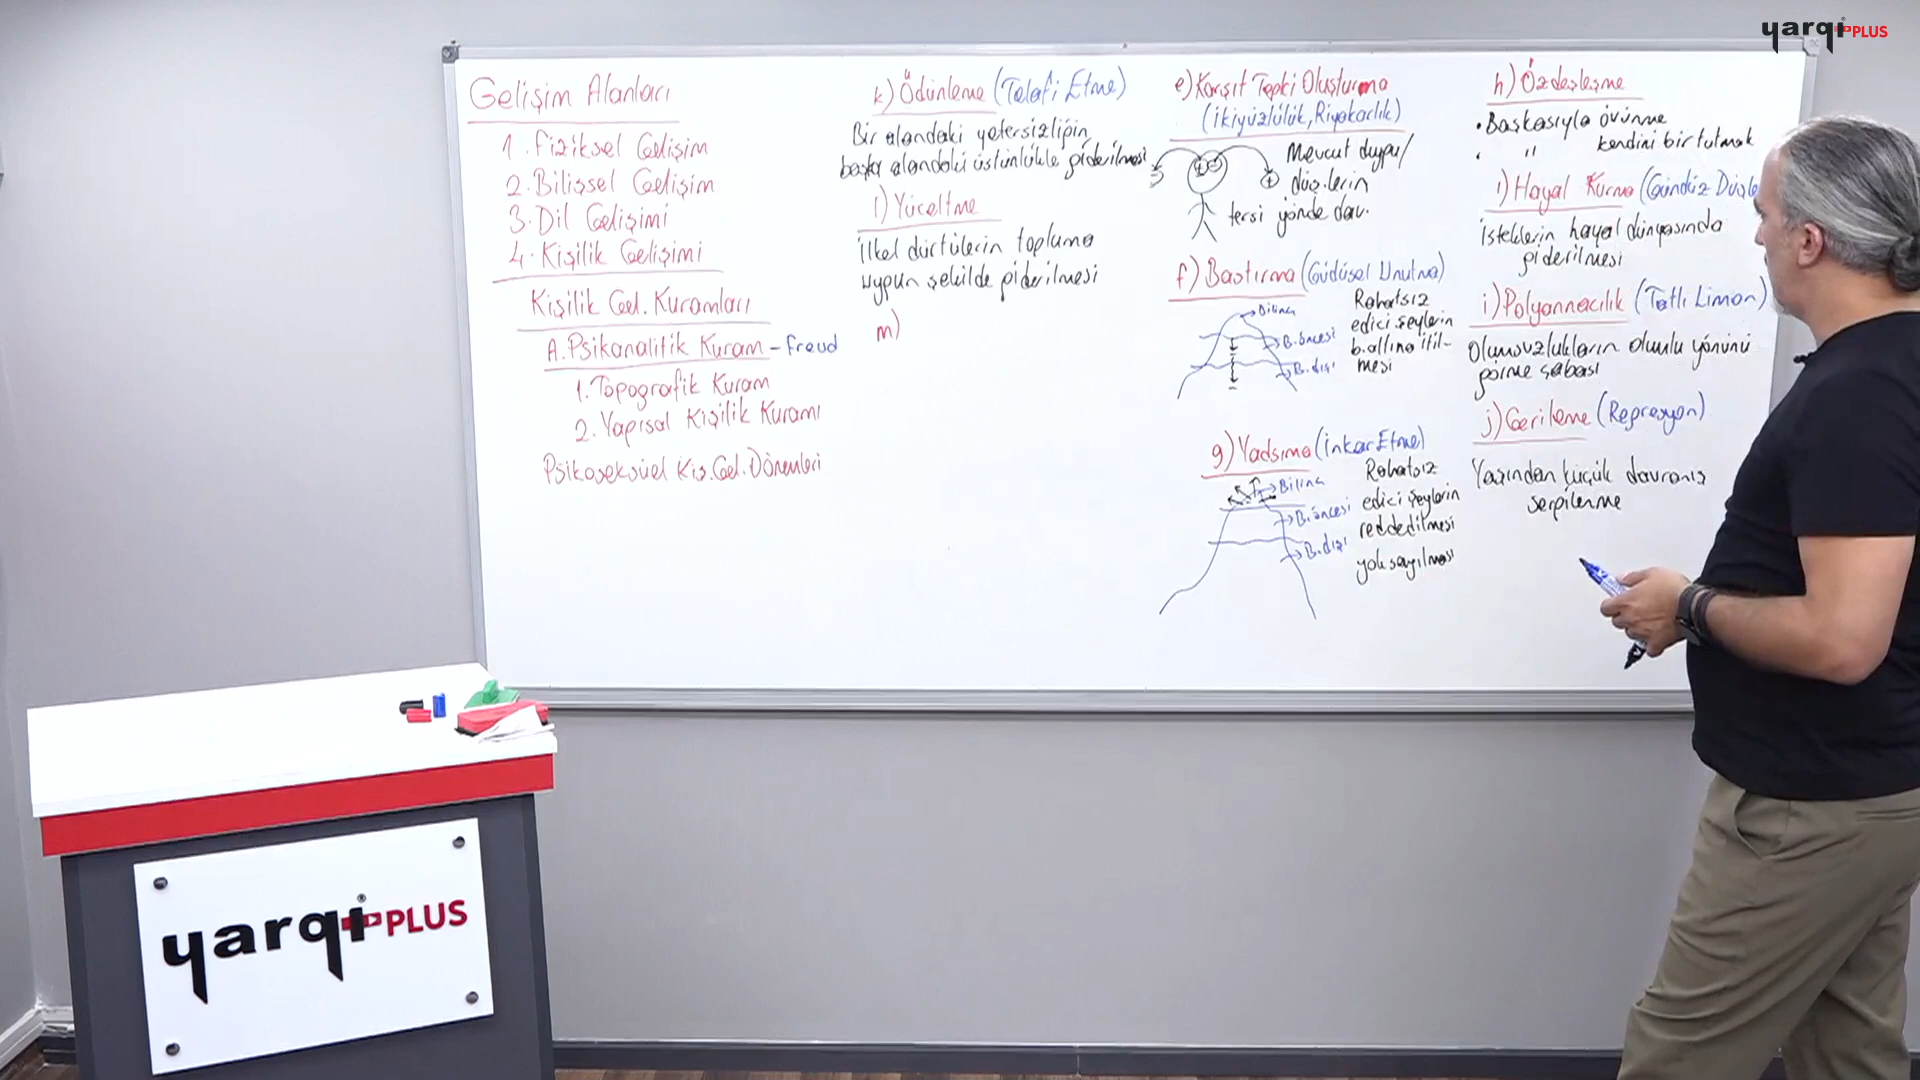 Gelişim Alanları
1. Fiziksel Gelişim
2. Bilişsel Gelişim
3. Dil Gelişimi
4. Kişilik Gelişimi
Kişilik Gel. Kuramları
A. Psikanalitik Kuram - Freud
1. Topografik Kuram
2. Yapısal Kişilik Kuramı
Psikoseksüel Kiş. Gel. Dönemleri
k) Ödünleme (Telafi Etme)
Bir alandaki yetersizliğin
başka alandaki üstünlükle giderilmesi
l) Yüceltme
İlkel dürtülerin topluma
uygun şekilde giderilmesi
m)
e) Karşıt Tepki Oluşturma
(İkiyüzlülük, Riyakarlık)
Mevcut duygu/
düş.lerin
tersi yönde dav.
f) Bastırma (Güdüsel Unutma)
Bilinç
B. öncesi
B. dışı
Rahatsız
edici şeylerin
b.altına itil-
mesi
g) Yadsıma (İnkar Etme)
Bilinç
B. öncesi
B. dışı
Rahatsız
edici şeylerin
reddedilmesi
yok sayılması
h) Özdeşleşme
• Başkasıyla övünme
• " kendini bir tutmak
ı) Hayal Kurma (Gündüz Düşle
İsteklerin hayal dünyasında
giderilmesi
i) Polyannacılık (Tatlı Limon)
Olumsuzlukların olumlu yönünü
görme çabası
j) Gerileme (Regresyon)
Yaşından küçük davranış
sergileme
yarqı PLUS
yarqı PLUS